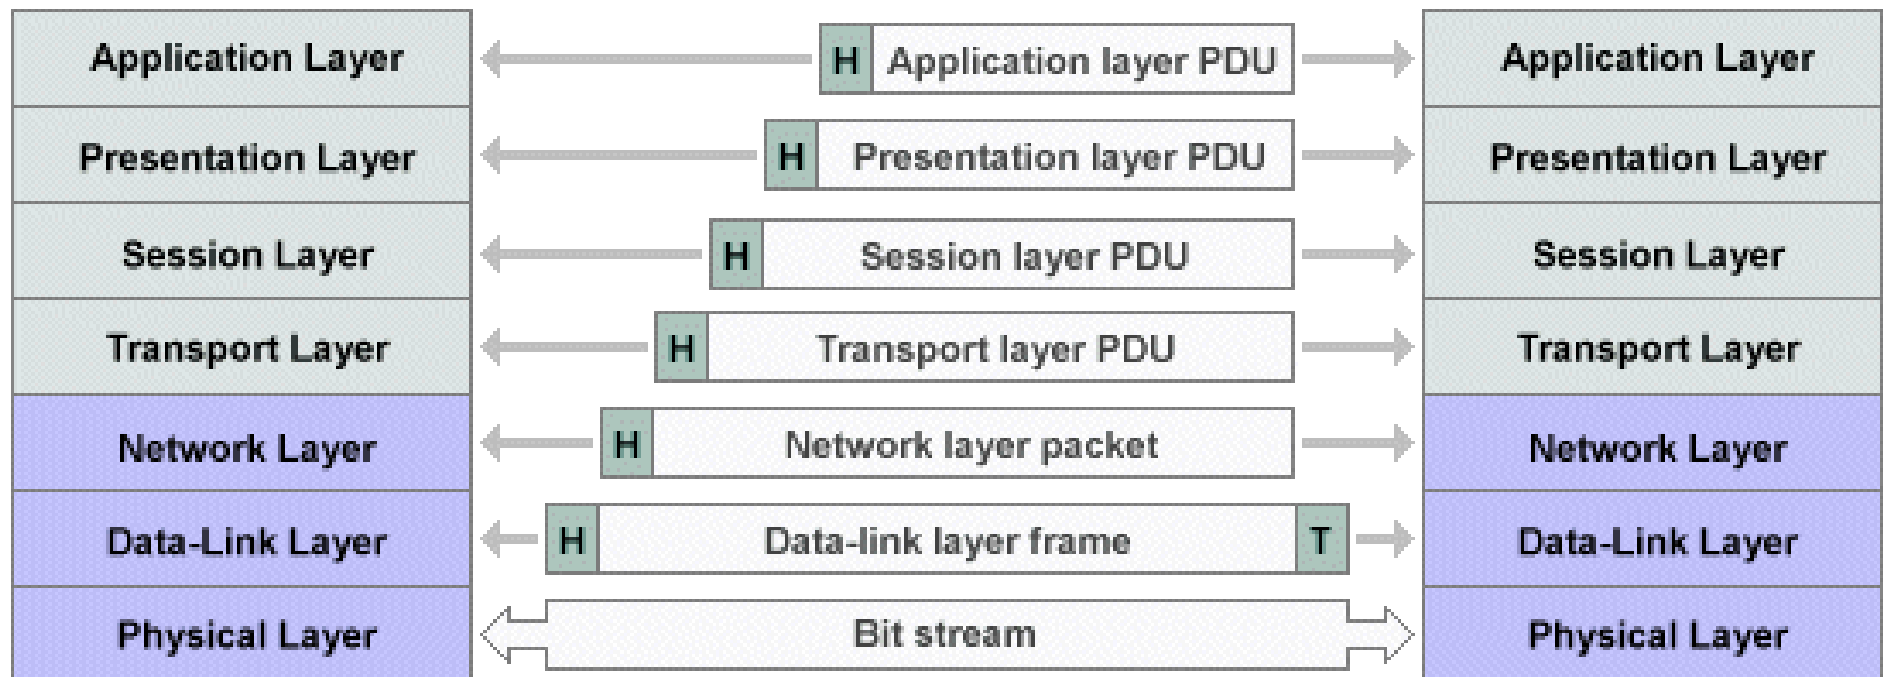 Application Layer H Application layer PDU Application Layer
Presentation Layer H Presentation layer PDU Presentation Layer
Session Layer H Session layer PDU Session Layer
Transport Layer H Transport layer PDU Transport Layer
Network Layer H Network layer packet Network Layer
Data-Link Layer H Data-link layer frame T Data-Link Layer
Physical Layer Bit stream Physical Layer